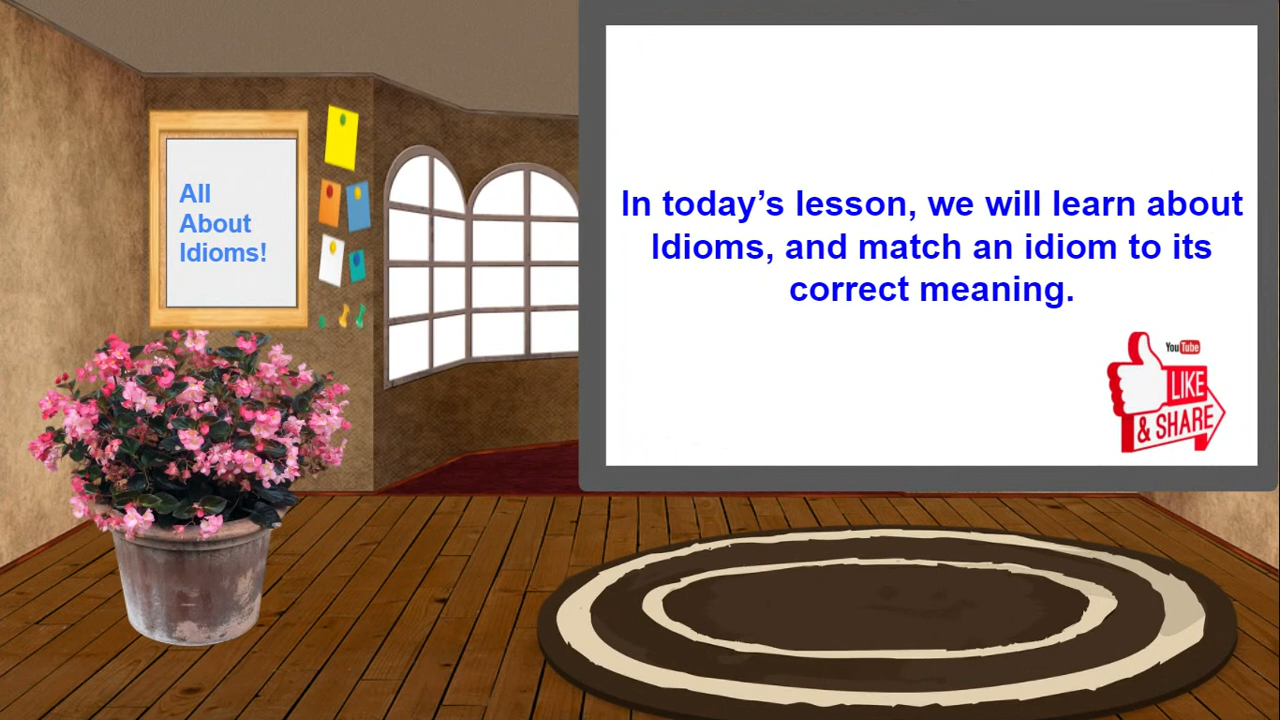 All
About
Idioms!
In today’s lesson, we will learn about
Idioms, and match an idiom to its
correct meaning.
YouTube
LIKE
& SHARE